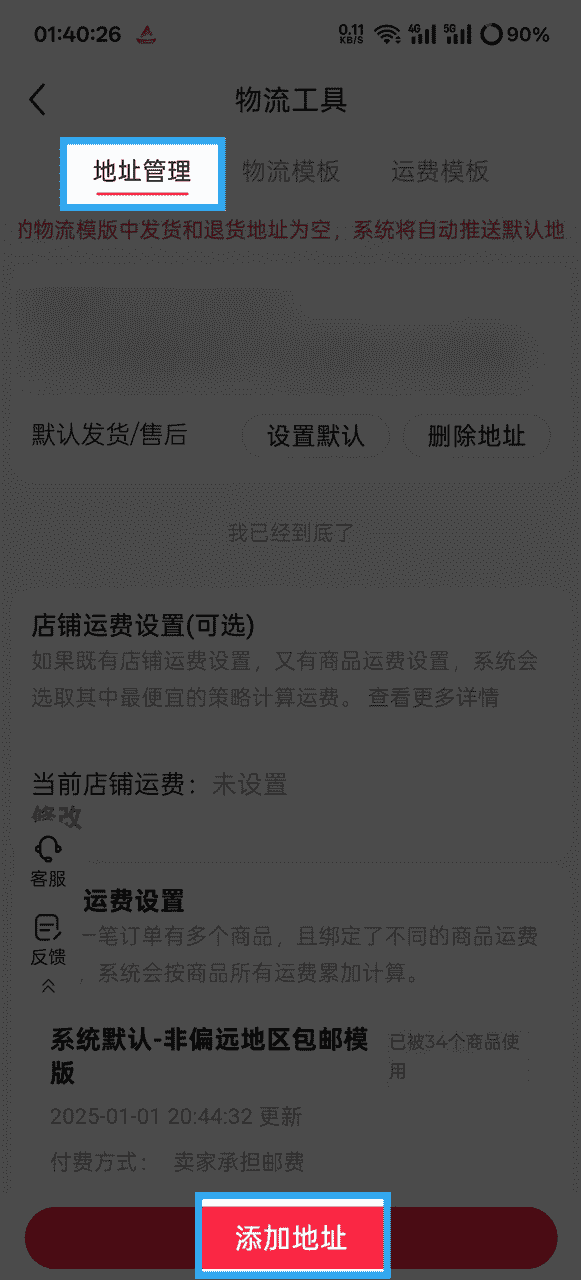 01:40:26 0.11 KB/S 4G 5G 90%
物流工具
地址管理 物流模板 运费模板
的物流模版中发货和退货地址为空，系统将自动推送默认地
默认发货/售后 设置默认 删除地址
我已经到底了
店铺运费设置(可选)
如果既有店铺运费设置，又有商品运费设置，系统会
选取其中最便宜的策略计算运费。 查看更多详情
当前店铺运费： 未设置
修改
客服
运费设置
一笔订单有多个商品，且绑定了不同的商品运费
反馈
，系统会按商品所有运费累加计算。
系统默认-非偏远地区包邮模 已被34个商品使
版 用
2025-01-01 20:44:32 更新
付费方式： 卖家承担邮费
添加地址